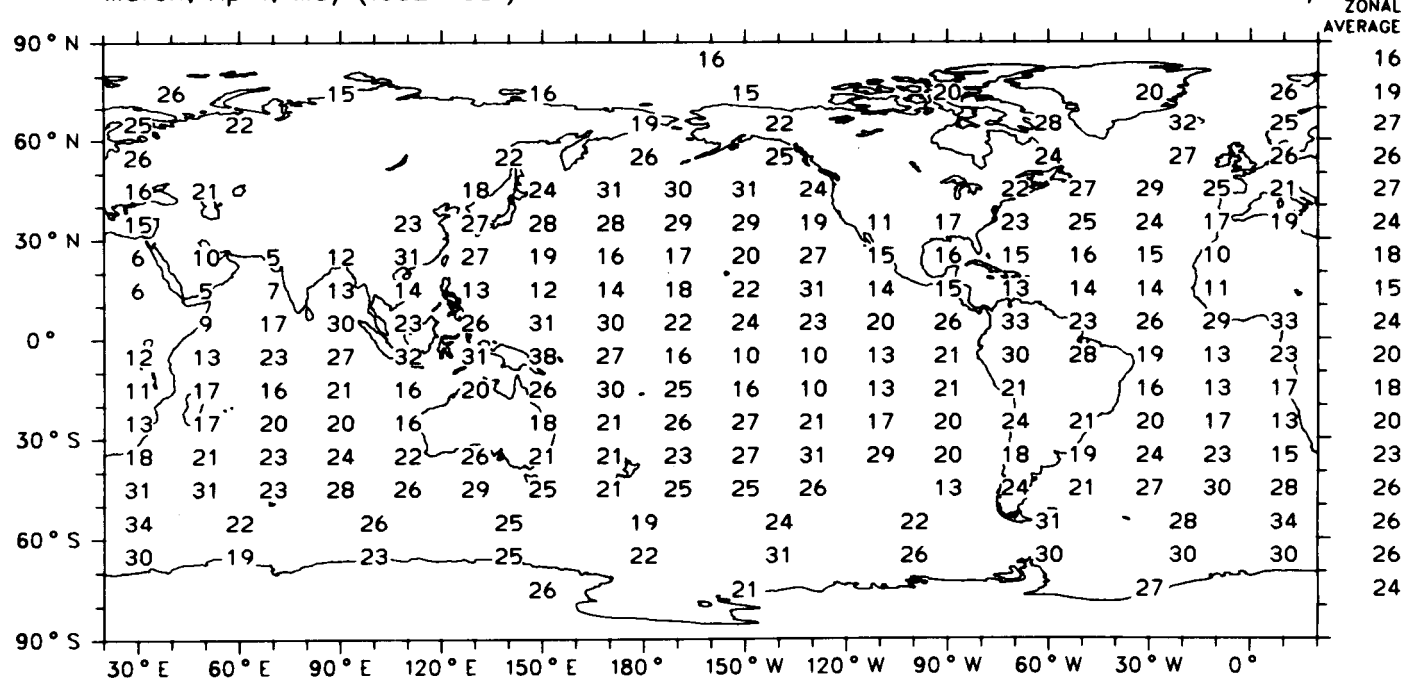 ZONAL
AVERAGE
90° N 16 16
26 15 16 15 20 20 26 19
25 22 19 22 28 32 25 27
60° N
26 22 26 25 24 27 26 26
16 21 18 24 31 30 31 24 22 27 29 25 21 27
15 23 27 28 28 29 29 19 11 17 23 25 24 17 19 24
30° N
6 10 5 12 31 27 19 16 17 20 27 15 16 15 16 15 10 18
6 5 7 13 14 13 12 14 18 22 31 14 15 13 14 14 11 15
9 17 30 23 26 31 30 22 24 23 20 26 33 23 26 29 33 24
0°
12 13 23 27 32 31 38 27 16 10 10 13 21 30 28 19 13 23 20
11 17 16 21 16 20 26 30 25 16 10 13 21 21 16 13 17 18
13 17 20 20 16 18 21 26 27 21 17 20 24 21 20 17 13 20
30° S
18 21 23 24 22 26 21 21 23 27 31 29 20 18 19 24 23 15 23
31 31 23 28 26 29 25 21 25 25 26 13 24 21 27 30 28 26
34 22 26 25 19 24 22 31 28 34 26
60° S
30 19 23 25 22 31 26 30 30 30 26
26 21 27 24
90° S
30° E 60° E 90° E 120° E 150° E 180° 150° W 120° W 90° W 60° W 30° W 0°